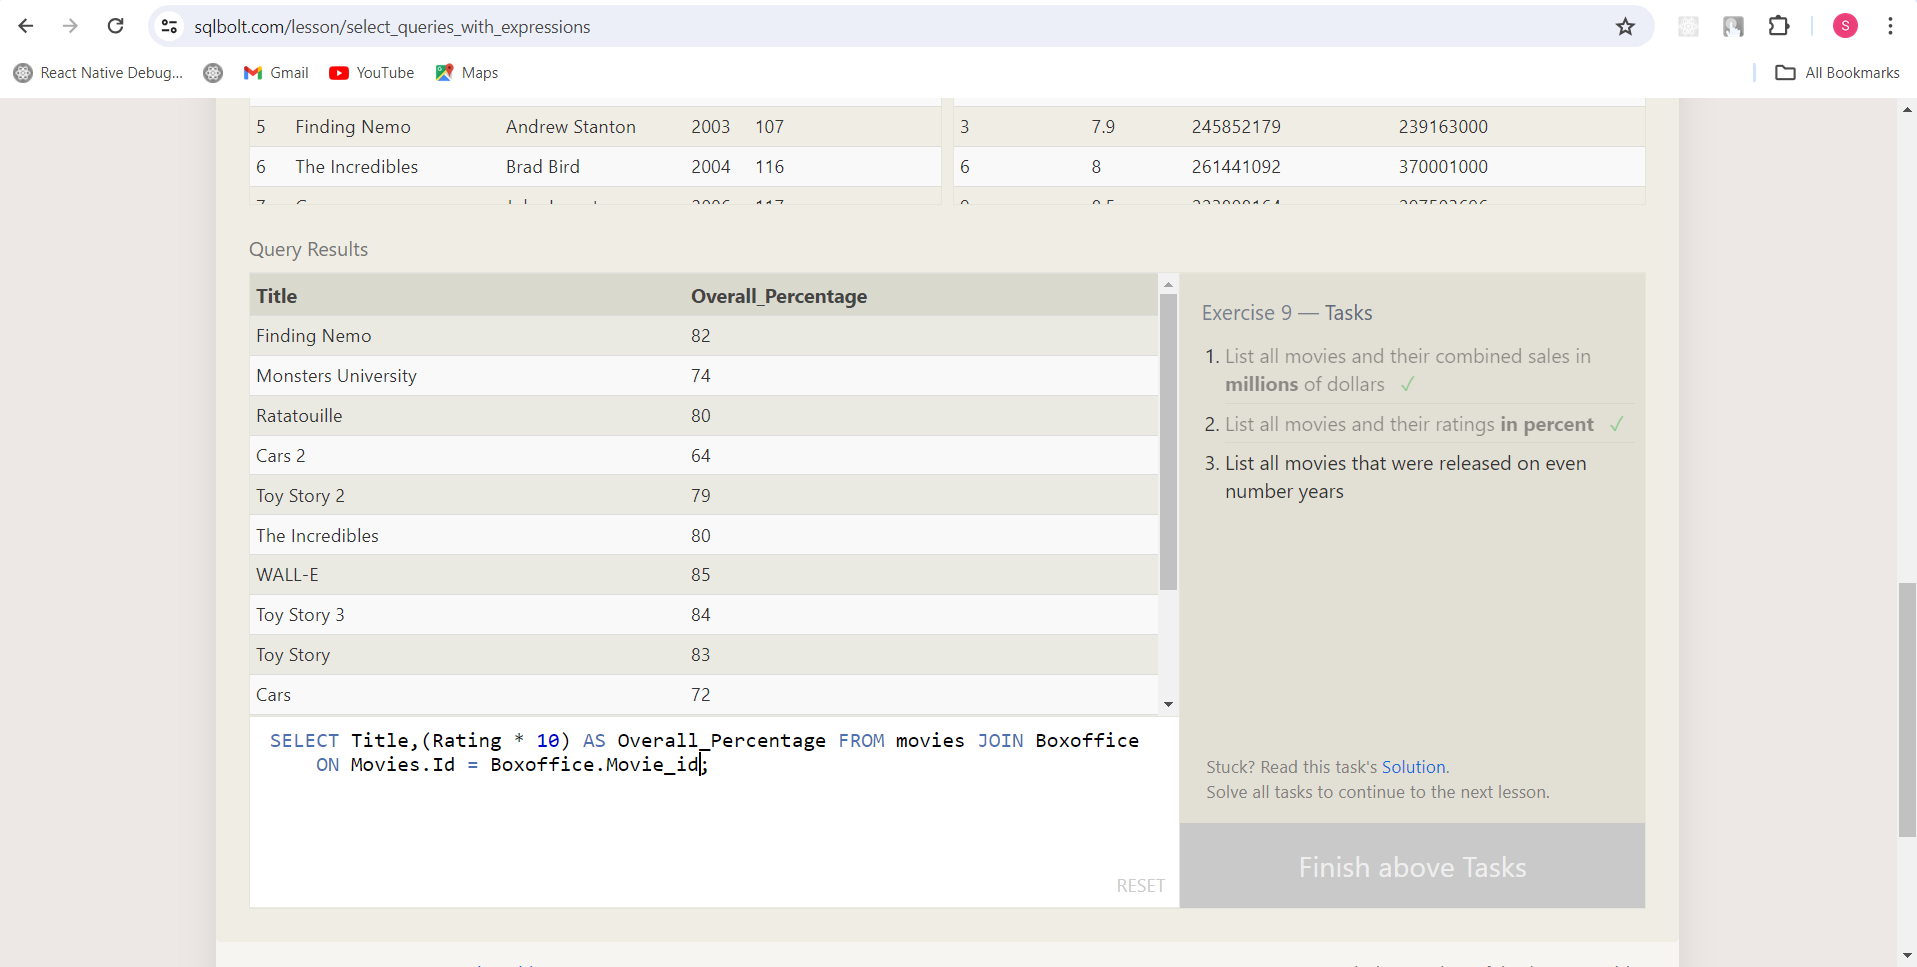 sqlbolt.com/lesson/select_queries_with_expressions
S
React Native Debug...
Gmail
YouTube
Maps
All Bookmarks
5 Finding Nemo Andrew Stanton 2003 107
3 7.9 245852179 239163000
6 The Incredibles Brad Bird 2004 116
6 8 261441092 370001000
Query Results
Title Overall_Percentage
Finding Nemo 82
Monsters University 74
Ratatouille 80
Cars 2 64
Toy Story 2 79
The Incredibles 80
WALL-E 85
Toy Story 3 84
Toy Story 83
Cars 72
SELECT Title,(Rating * 10) AS Overall_Percentage FROM movies JOIN Boxoffice
ON Movies.Id = Boxoffice.Movie_id;
RESET
Exercise 9 — Tasks
1. List all movies and their combined sales in
millions of dollars ✓
2. List all movies and their ratings in percent ✓
3. List all movies that were released on even
number years
Stuck? Read this task's Solution.
Solve all tasks to continue to the next lesson.
Finish above Tasks